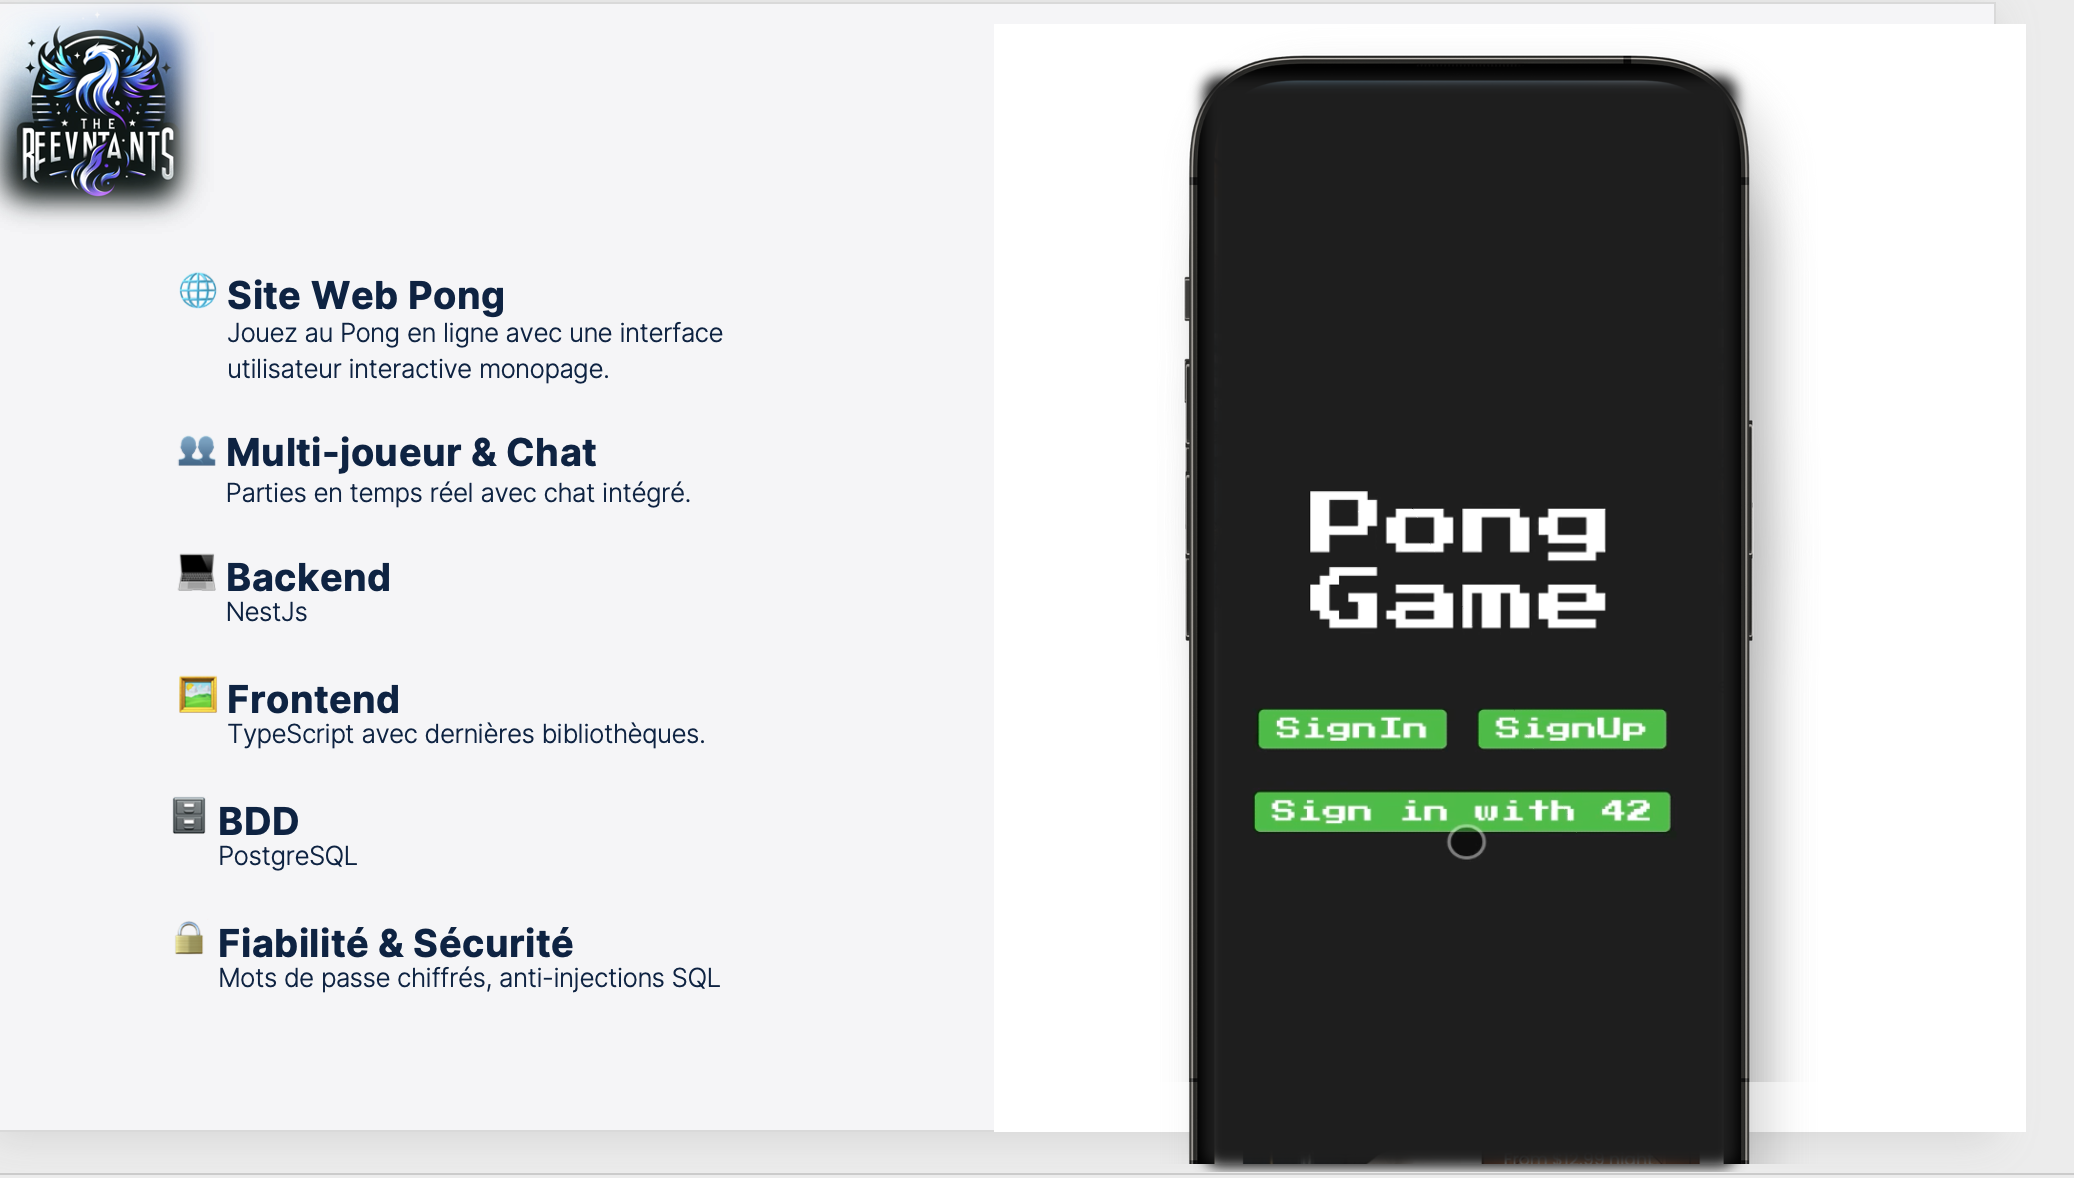 THE
REEVNTANTS
Site Web Pong
Jouez au Pong en ligne avec une interface
utilisateur interactive monopage.
Multi-joueur & Chat
Parties en temps réel avec chat intégré.
Backend
NestJs
Frontend
TypeScript avec dernières bibliothèques.
BDD
PostgreSQL
Fiabilité & Sécurité
Mots de passe chiffrés, anti-injections SQL
Pong
Game
SignIn SignUp
Sign in with 42